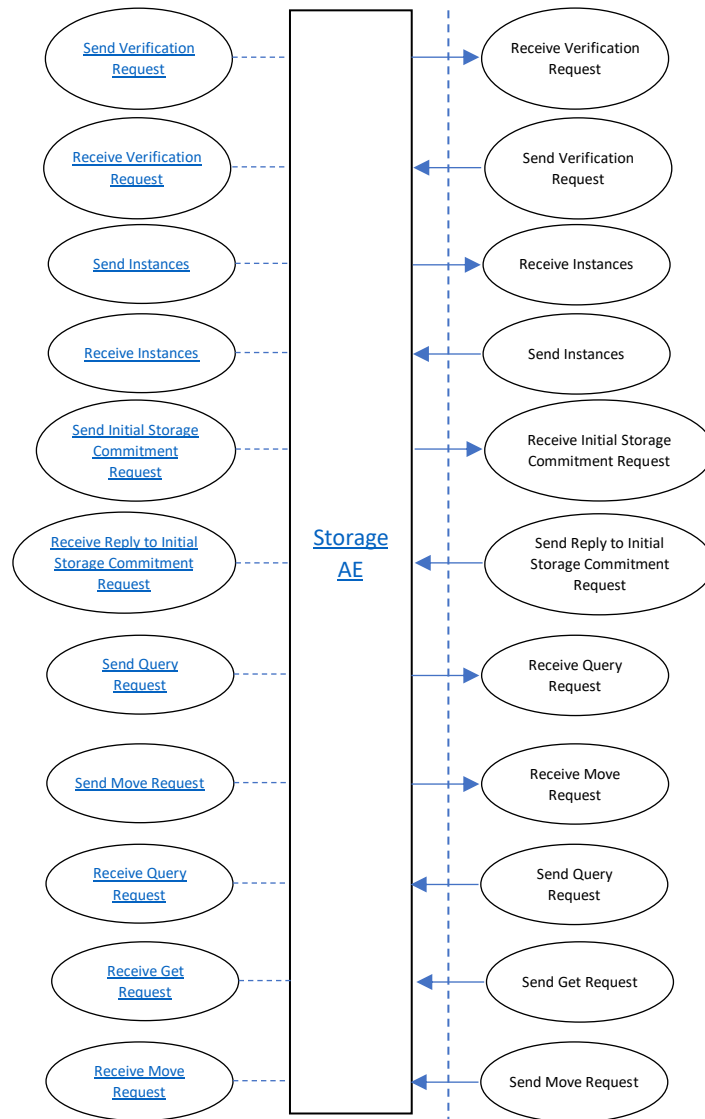 Send Verification
Request
Receive Verification
Request
Receive Verification
Request
Send Verification
Request
Send Instances
Receive Instances
Receive Instances
Send Instances
Send Initial Storage
Commitment
Request
Receive Initial Storage
Commitment Request
Storage
AE
Receive Reply to Initial
Storage Commitment
Request
Send Reply to Initial
Storage Commitment
Request
Send Query
Request
Receive Query
Request
Send Move Request
Receive Move
Request
Receive Query
Request
Send Query
Request
Receive Get
Request
Send Get Request
Receive Move
Request
Send Move Request